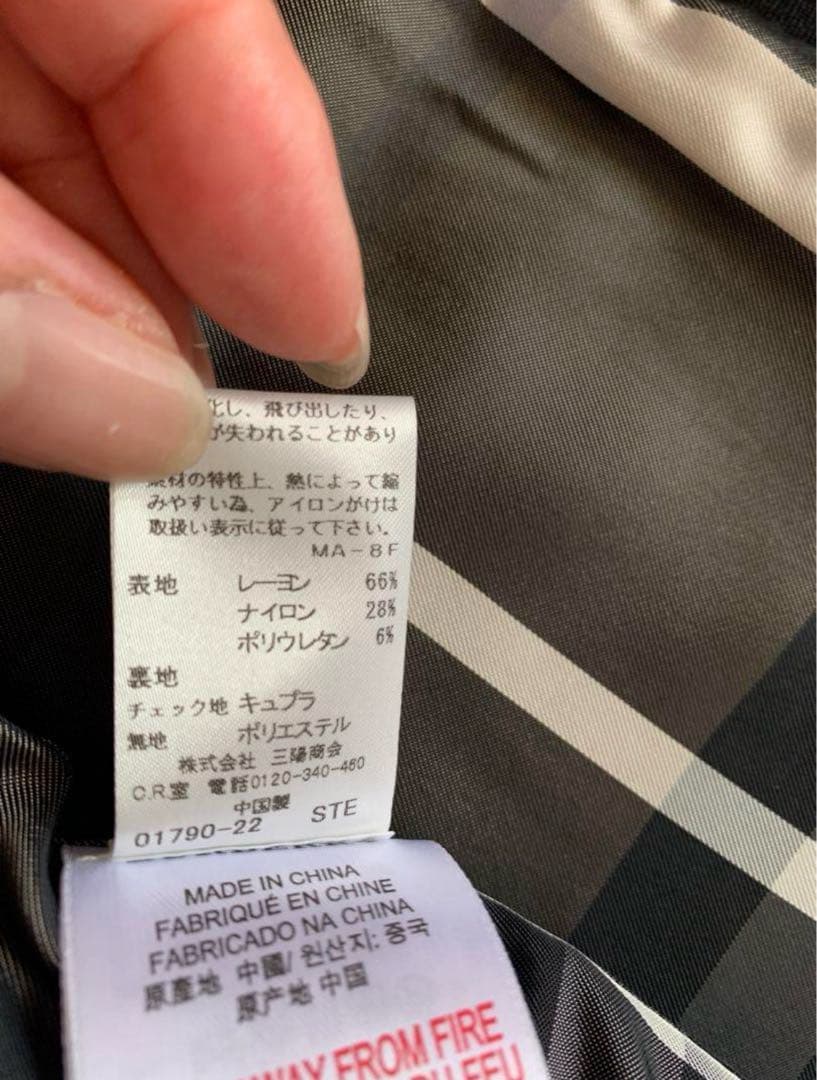 化し、飛び出したり、
が失われることがあり
素材の特性上、熱によって縮
みやすい為、アイロンがけは
取扱い表示に従って下さい。
MA-8F
表地 レーヨン 66%
ナイロン 28%
ポリウレタン 6%
裏地
チェック地 キュプラ
無地 ポリエステル
株式会社 三陽商会
C.R.室 電話0120-340-460
中国製
01790-22 STE
MADE IN CHINA
FABRIQUÉ EN CHINE
FABRICADO NA CHINA
原產地 中國/ 원산지: 중국
原产地 中国
AWAY FROM FIRE
DU FEU